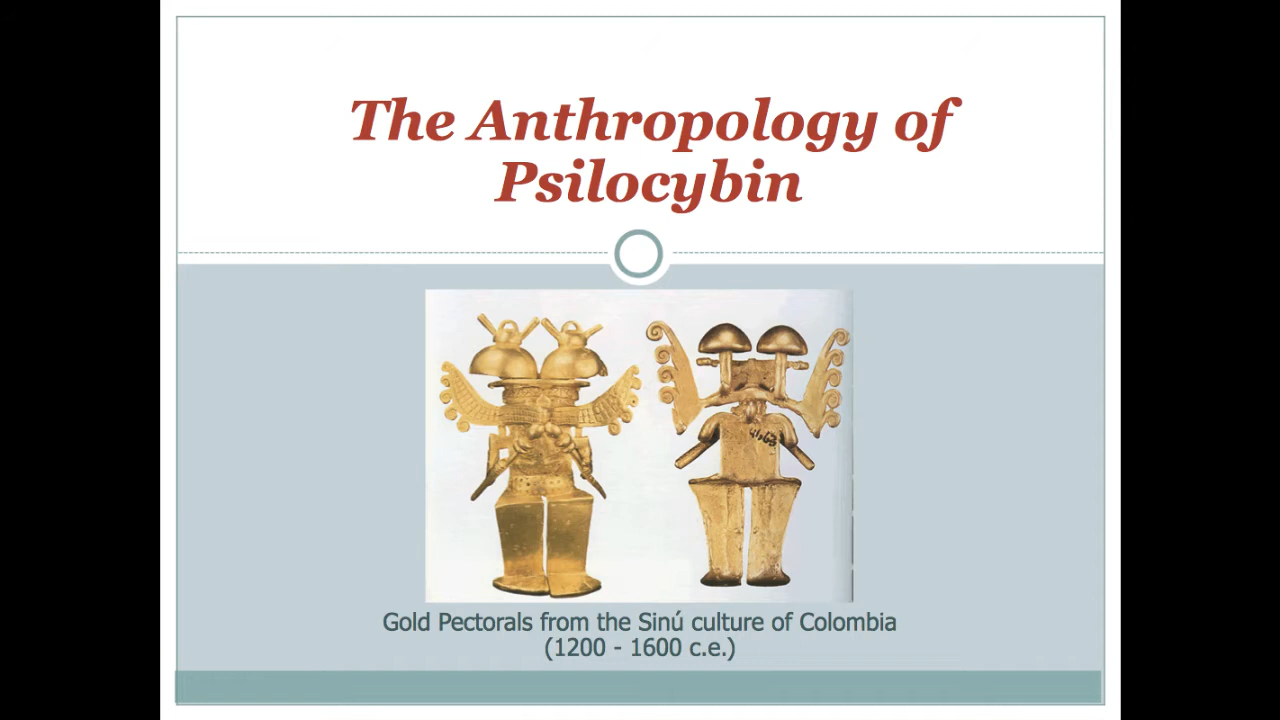 The Anthropology of
Psilocybin
Gold Pectorals from the Sinú culture of Colombia
(1200 - 1600 c.e.)